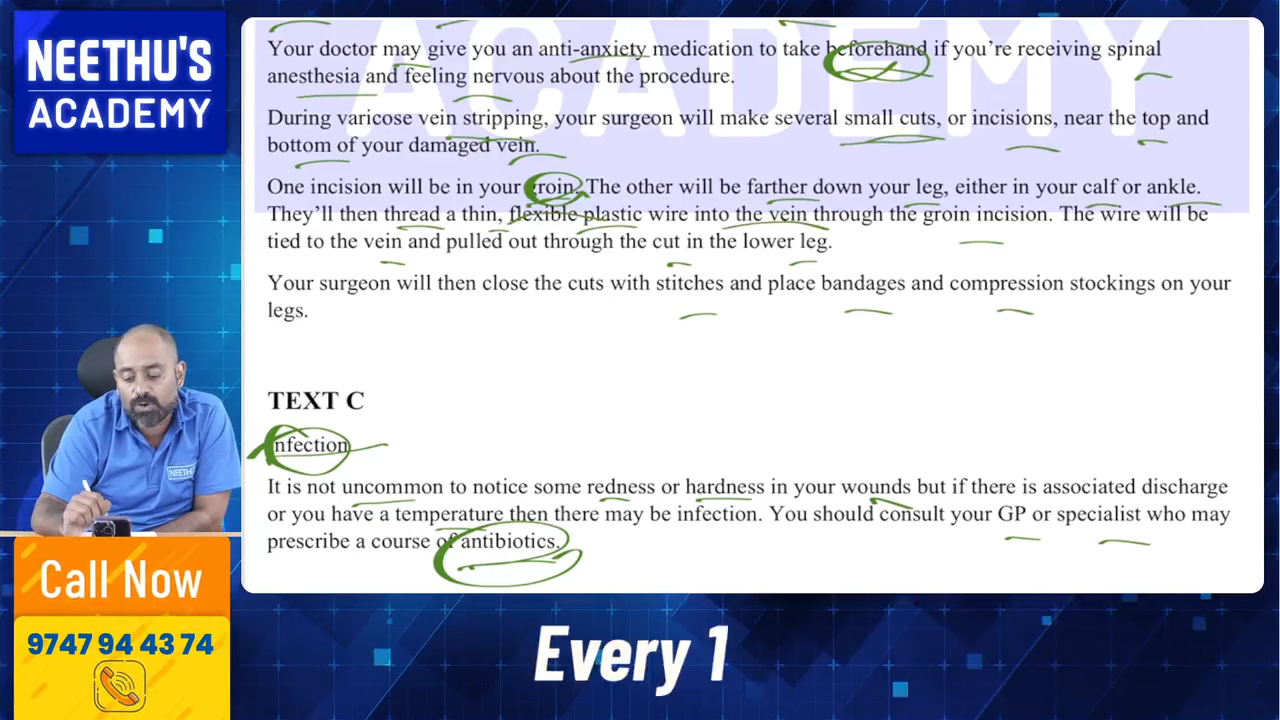 NEETHU'S
ACADEMY
ACADEMY
Your doctor may give you an anti-anxiety medication to take beforehand if you're receiving spinal
anesthesia and feeling nervous about the procedure.
During varicose vein stripping, your surgeon will make several small cuts, or incisions, near the top and
bottom of your damaged vein.
One incision will be in your groin. The other will be farther down your leg, either in your calf or ankle.
They'll then thread a thin, flexible plastic wire into the vein through the groin incision. The wire will be
tied to the vein and pulled out through the cut in the lower leg.
Your surgeon will then close the cuts with stitches and place bandages and compression stockings on your
legs.
TEXT C
Infection
It is not uncommon to notice some redness or hardness in your wounds but if there is associated discharge
or you have a temperature then there may be infection. You should consult your GP or specialist who may
prescribe a course of antibiotics.
NEETH
Call Now
9747 94 43 74
Every 1